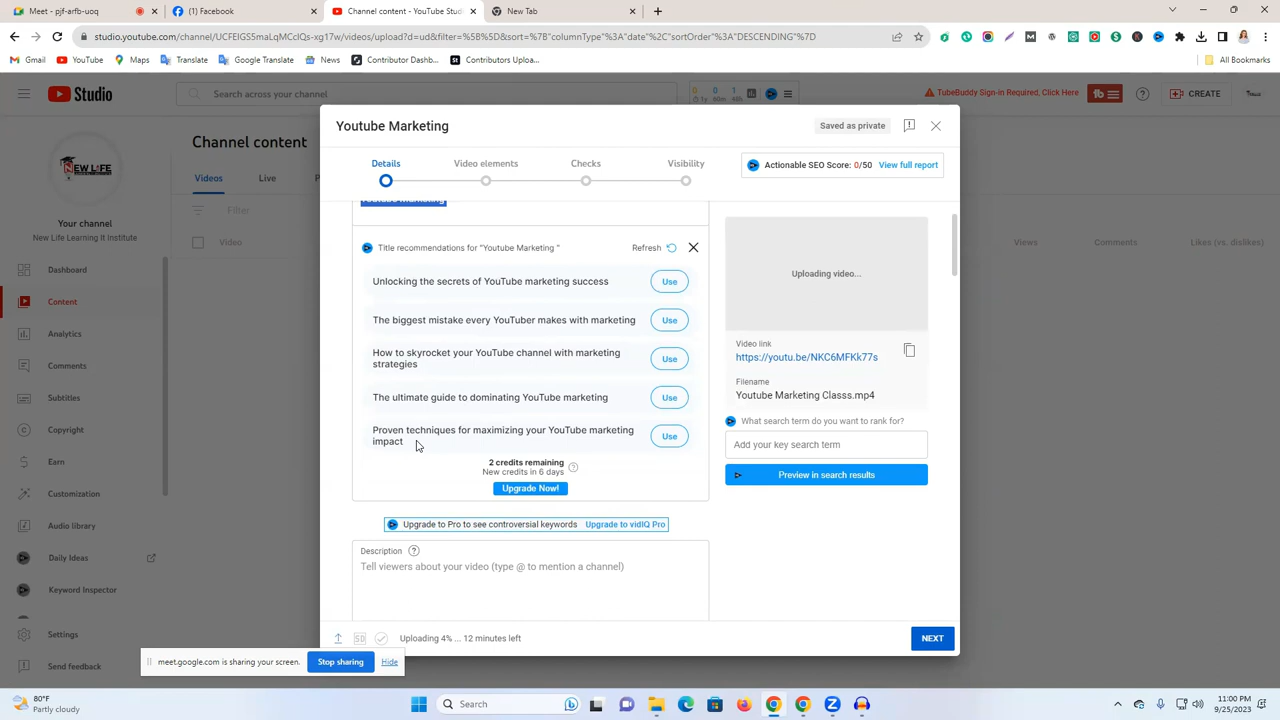 Meet - pjf-arfb-uoq
Facebook
Channel content - YouTube Studi
New Tab
studio.youtube.com/channel/UCFElGS5maLqMCcIQs-xg17w/videos/upload?d=ud&filter=%5B%5D&sort=%7B"columnType"%3A"date"%2C"sortOrder"%3A"DESCENDING"%7D
Gmail
YouTube
Maps
Translate
Google Translate
News
Contributor Dashb...
Contributors Uploa...
All Bookmarks
Studio
Search across your channel
TubeBuddy Sign-in Required, Click Here
CREATE
NEW LIFE
Your channel
New Life Learning It Institute
Dashboard
Content
Analytics
Comments
Subtitles
Copyright
Earn
Customization
Audio library
Daily Ideas
Keyword Inspector
Settings
Send feedback
Channel content
Videos
Live
P
Filter
Video
Views
Comments
Likes (vs. dislikes)
Youtube Marketing
Saved as private
Details
Video elements
Checks
Visibility
Actionable SEO Score: 0/50
View full report
Youtube Marketing
Title recommendations for "Youtube Marketing "
Refresh
Unlocking the secrets of YouTube marketing success
Use
The biggest mistake every YouTuber makes with marketing
Use
How to skyrocket your YouTube channel with marketing
strategies
Use
The ultimate guide to dominating YouTube marketing
Use
Proven techniques for maximizing your YouTube marketing
impact
Use
2 credits remaining
New credits in 6 days
Upgrade Now!
Upgrade to Pro to see controversial keywords
Upgrade to vidIQ Pro
Description
Tell viewers about your video (type @ to mention a channel)
Uploading video...
Video link
https://youtu.be/NKC6MFKk77s
Filename
Youtube Marketing Classs.mp4
What search term do you want to rank for?
Add your key search term
Preview in search results
Uploading 4% ... 12 minutes left
NEXT
meet.google.com is sharing your screen.
Stop sharing
Hide
80°F
Partly cloudy
Search
11:00 PM
9/25/2023